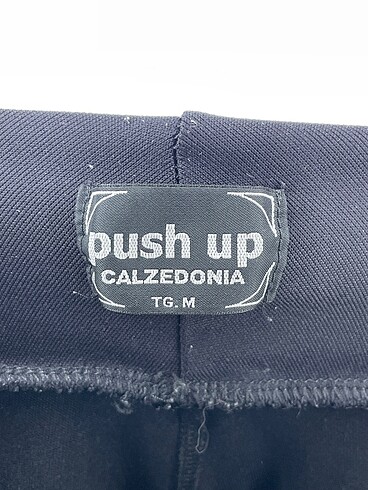 push up
CALZEDONIA
TG. M